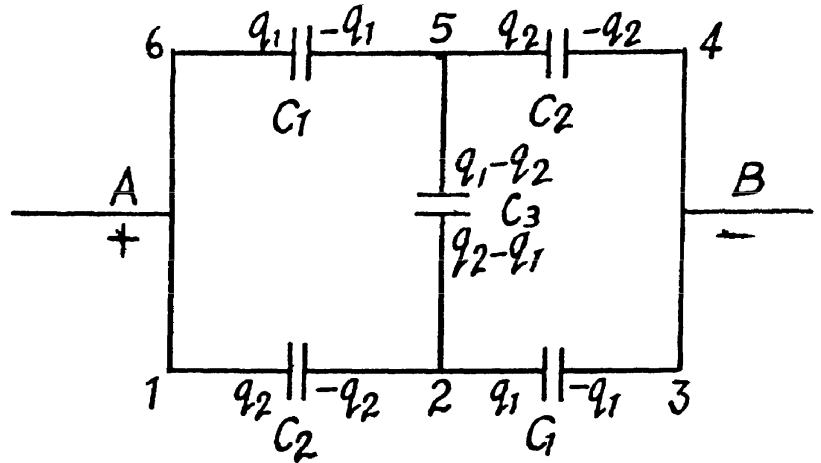 6 q₁ -q₁ 5 q₂ -q₂ 4
C₁ C₂
q₁-q₂
A B
C₃
+ −
q₂-q₁
1 q₂ -q₂ 2 q₁ -q₁ 3
C₂ C₁